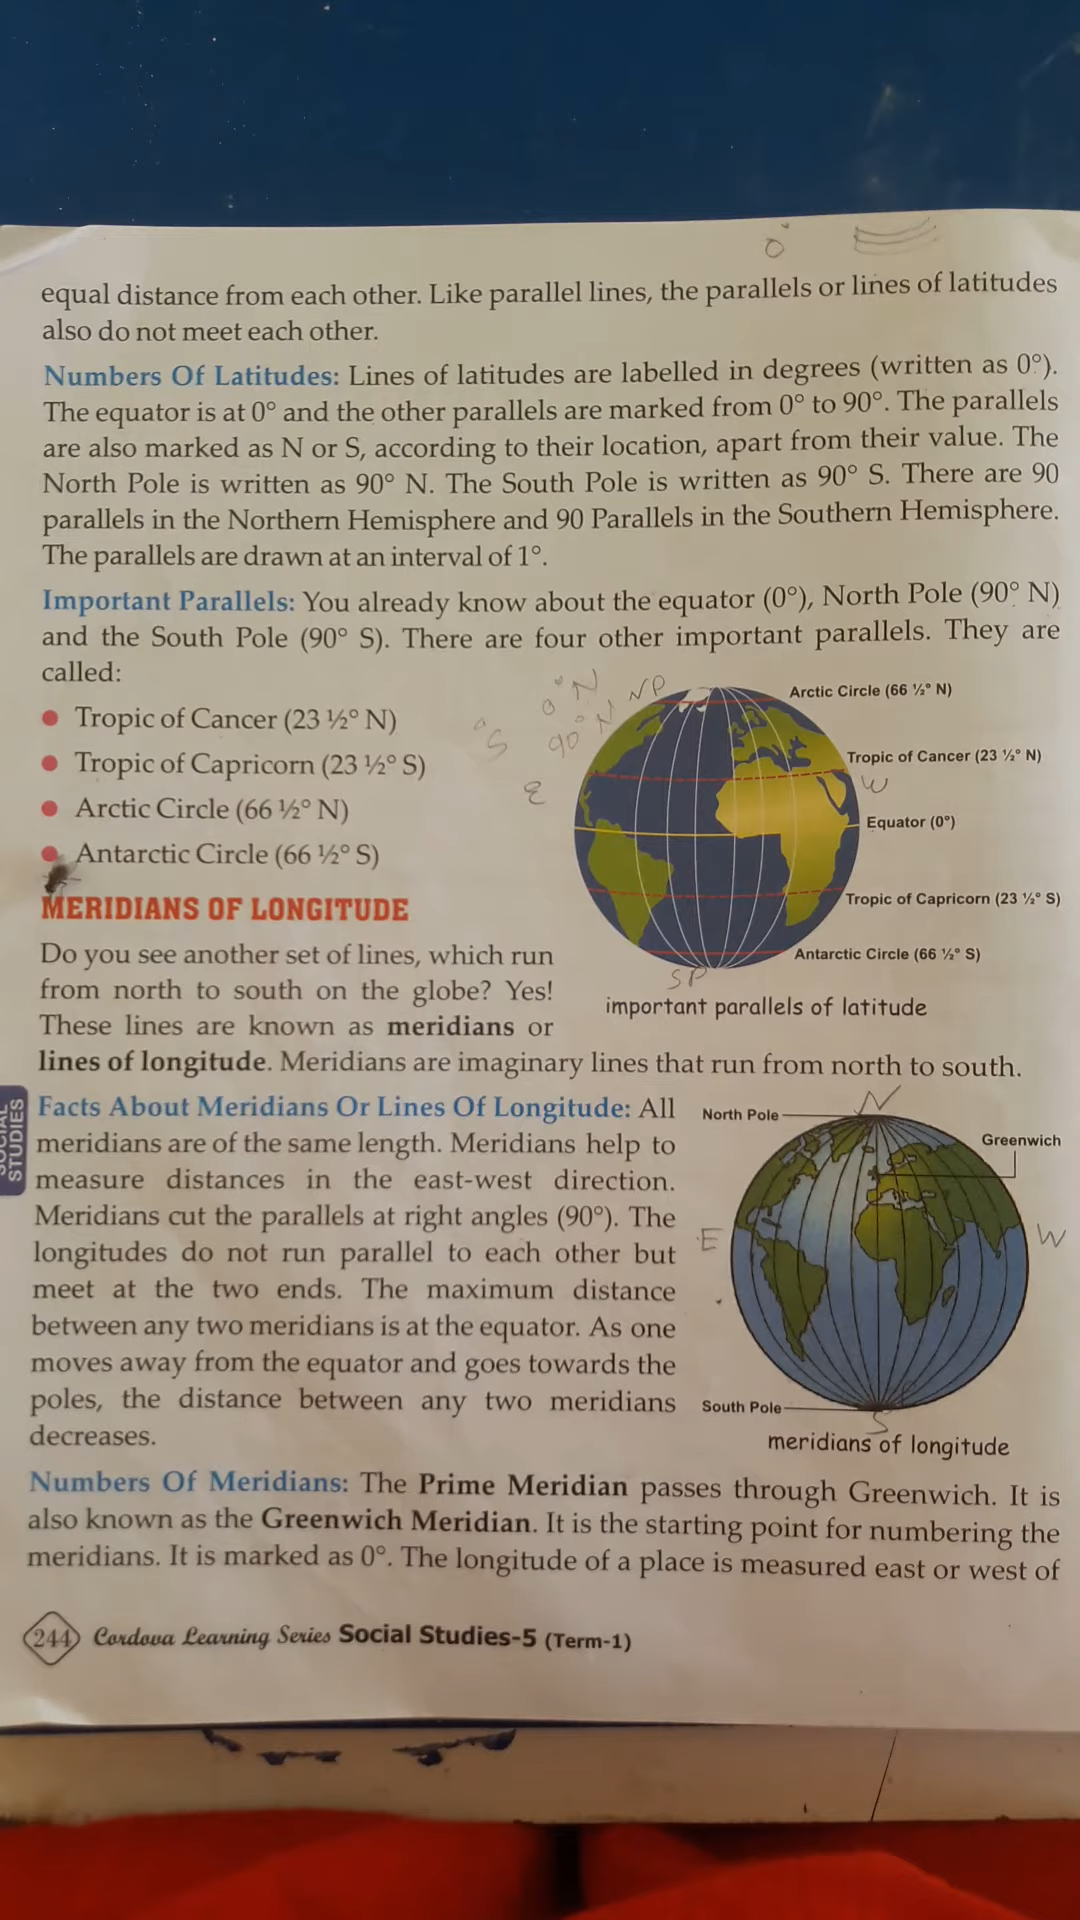 0°
equal distance from each other. Like parallel lines, the parallels or lines of latitudes
also do not meet each other.
Numbers Of Latitudes: Lines of latitudes are labelled in degrees (written as 0°).
The equator is at 0° and the other parallels are marked from 0° to 90°. The parallels
are also marked as N or S, according to their location, apart from their value. The
North Pole is written as 90° N. The South Pole is written as 90° S. There are 90
parallels in the Northern Hemisphere and 90 Parallels in the Southern Hemisphere.
The parallels are drawn at an interval of 1°.
Important Parallels: You already know about the equator (0°), North Pole (90° N)
and the South Pole (90° S). There are four other important parallels. They are
called:
Tropic of Cancer (23 ½° N)
Tropic of Capricorn (23 ½° S)
Arctic Circle (66 ½° N)
Antarctic Circle (66 ½° S)
0°N
NP
°S
90°N
E
Arctic Circle (66 ½° N)
Tropic of Cancer (23 ½° N)
W
Equator (0°)
Tropic of Capricorn (23 ½° S)
Antarctic Circle (66 ½° S)
SP
important parallels of latitude
MERIDIANS OF LONGITUDE
Do you see another set of lines, which run
from north to south on the globe? Yes!
These lines are known as meridians or
lines of longitude. Meridians are imaginary lines that run from north to south.
SOCIAL
STUDIES
Facts About Meridians Or Lines Of Longitude: All
meridians are of the same length. Meridians help to
measure distances in the east-west direction.
Meridians cut the parallels at right angles (90°). The
longitudes do not run parallel to each other but
meet at the two ends. The maximum distance
between any two meridians is at the equator. As one
moves away from the equator and goes towards the
poles, the distance between any two meridians
decreases.
N
North Pole
Greenwich
E
W
South Pole
S
meridians of longitude
Numbers Of Meridians: The Prime Meridian passes through Greenwich. It is
also known as the Greenwich Meridian. It is the starting point for numbering the
meridians. It is marked as 0°. The longitude of a place is measured east or west of
244 Cordova Learning Series Social Studies-5 (Term-1)